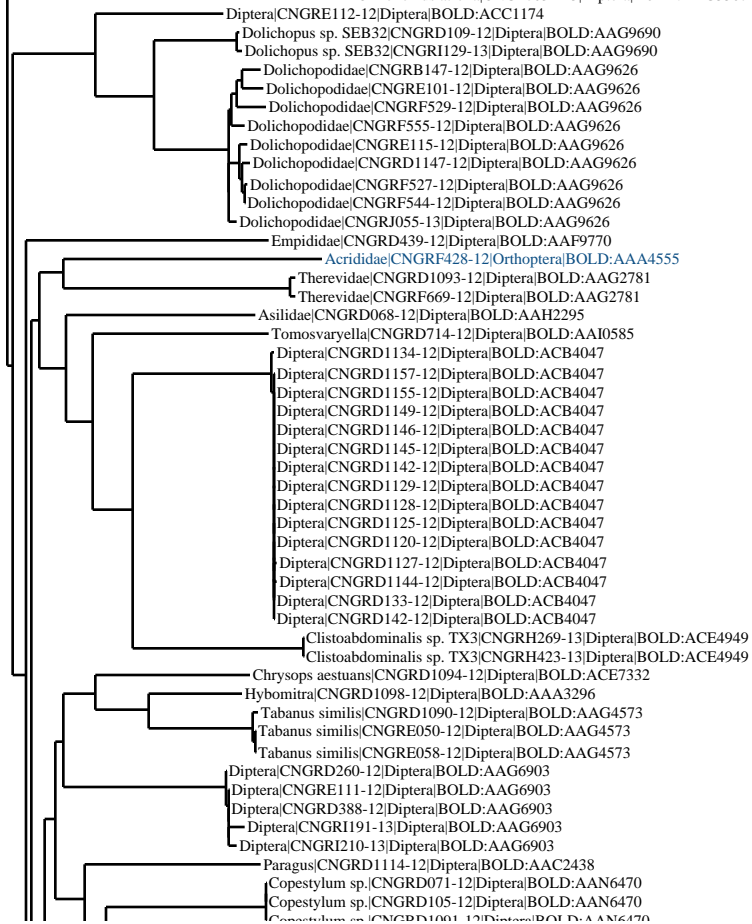 Diptera|CNGRE112-12|Diptera|BOLD:ACC1174
Dolichopus sp. SEB32|CNGRD109-12|Diptera|BOLD:AAG9690
Dolichopus sp. SEB32|CNGRI129-13|Diptera|BOLD:AAG9690
Dolichopodidae|CNGRB147-12|Diptera|BOLD:AAG9626
Dolichopodidae|CNGRE101-12|Diptera|BOLD:AAG9626
Dolichopodidae|CNGRF529-12|Diptera|BOLD:AAG9626
Dolichopodidae|CNGRF555-12|Diptera|BOLD:AAG9626
Dolichopodidae|CNGRE115-12|Diptera|BOLD:AAG9626
Dolichopodidae|CNGRD1147-12|Diptera|BOLD:AAG9626
Dolichopodidae|CNGRF527-12|Diptera|BOLD:AAG9626
Dolichopodidae|CNGRF544-12|Diptera|BOLD:AAG9626
Dolichopodidae|CNGRJ055-13|Diptera|BOLD:AAG9626
Empididae|CNGRD439-12|Diptera|BOLD:AAF9770
Acrididae|CNGRF428-12|Orthoptera|BOLD:AAA4555
Therevidae|CNGRD1093-12|Diptera|BOLD:AAG2781
Therevidae|CNGRF669-12|Diptera|BOLD:AAG2781
Asilidae|CNGRD068-12|Diptera|BOLD:AAH2295
Tomosvaryella|CNGRD714-12|Diptera|BOLD:AAI0585
Diptera|CNGRD1134-12|Diptera|BOLD:ACB4047
Diptera|CNGRD1157-12|Diptera|BOLD:ACB4047
Diptera|CNGRD1155-12|Diptera|BOLD:ACB4047
Diptera|CNGRD1149-12|Diptera|BOLD:ACB4047
Diptera|CNGRD1146-12|Diptera|BOLD:ACB4047
Diptera|CNGRD1145-12|Diptera|BOLD:ACB4047
Diptera|CNGRD1142-12|Diptera|BOLD:ACB4047
Diptera|CNGRD1129-12|Diptera|BOLD:ACB4047
Diptera|CNGRD1128-12|Diptera|BOLD:ACB4047
Diptera|CNGRD1125-12|Diptera|BOLD:ACB4047
Diptera|CNGRD1120-12|Diptera|BOLD:ACB4047
Diptera|CNGRD1127-12|Diptera|BOLD:ACB4047
Diptera|CNGRD1144-12|Diptera|BOLD:ACB4047
Diptera|CNGRD133-12|Diptera|BOLD:ACB4047
Diptera|CNGRD142-12|Diptera|BOLD:ACB4047
Clistoabdominalis sp. TX3|CNGRH269-13|Diptera|BOLD:ACE4949
Clistoabdominalis sp. TX3|CNGRH423-13|Diptera|BOLD:ACE4949
Chrysops aestuans|CNGRD1094-12|Diptera|BOLD:ACE7332
Hybomitra|CNGRD1098-12|Diptera|BOLD:AAA3296
Tabanus similis|CNGRD1090-12|Diptera|BOLD:AAG4573
Tabanus similis|CNGRE050-12|Diptera|BOLD:AAG4573
Tabanus similis|CNGRE058-12|Diptera|BOLD:AAG4573
Diptera|CNGRD260-12|Diptera|BOLD:AAG6903
Diptera|CNGRE111-12|Diptera|BOLD:AAG6903
Diptera|CNGRD388-12|Diptera|BOLD:AAG6903
Diptera|CNGRI191-13|Diptera|BOLD:AAG6903
Diptera|CNGRI210-13|Diptera|BOLD:AAG6903
Paragus|CNGRD1114-12|Diptera|BOLD:AAC2438
Copestylum sp.|CNGRD071-12|Diptera|BOLD:AAN6470
Copestylum sp.|CNGRD105-12|Diptera|BOLD:AAN6470
Copestylum sp.|CNGRD1091-12|Diptera|BOLD:AAN6470